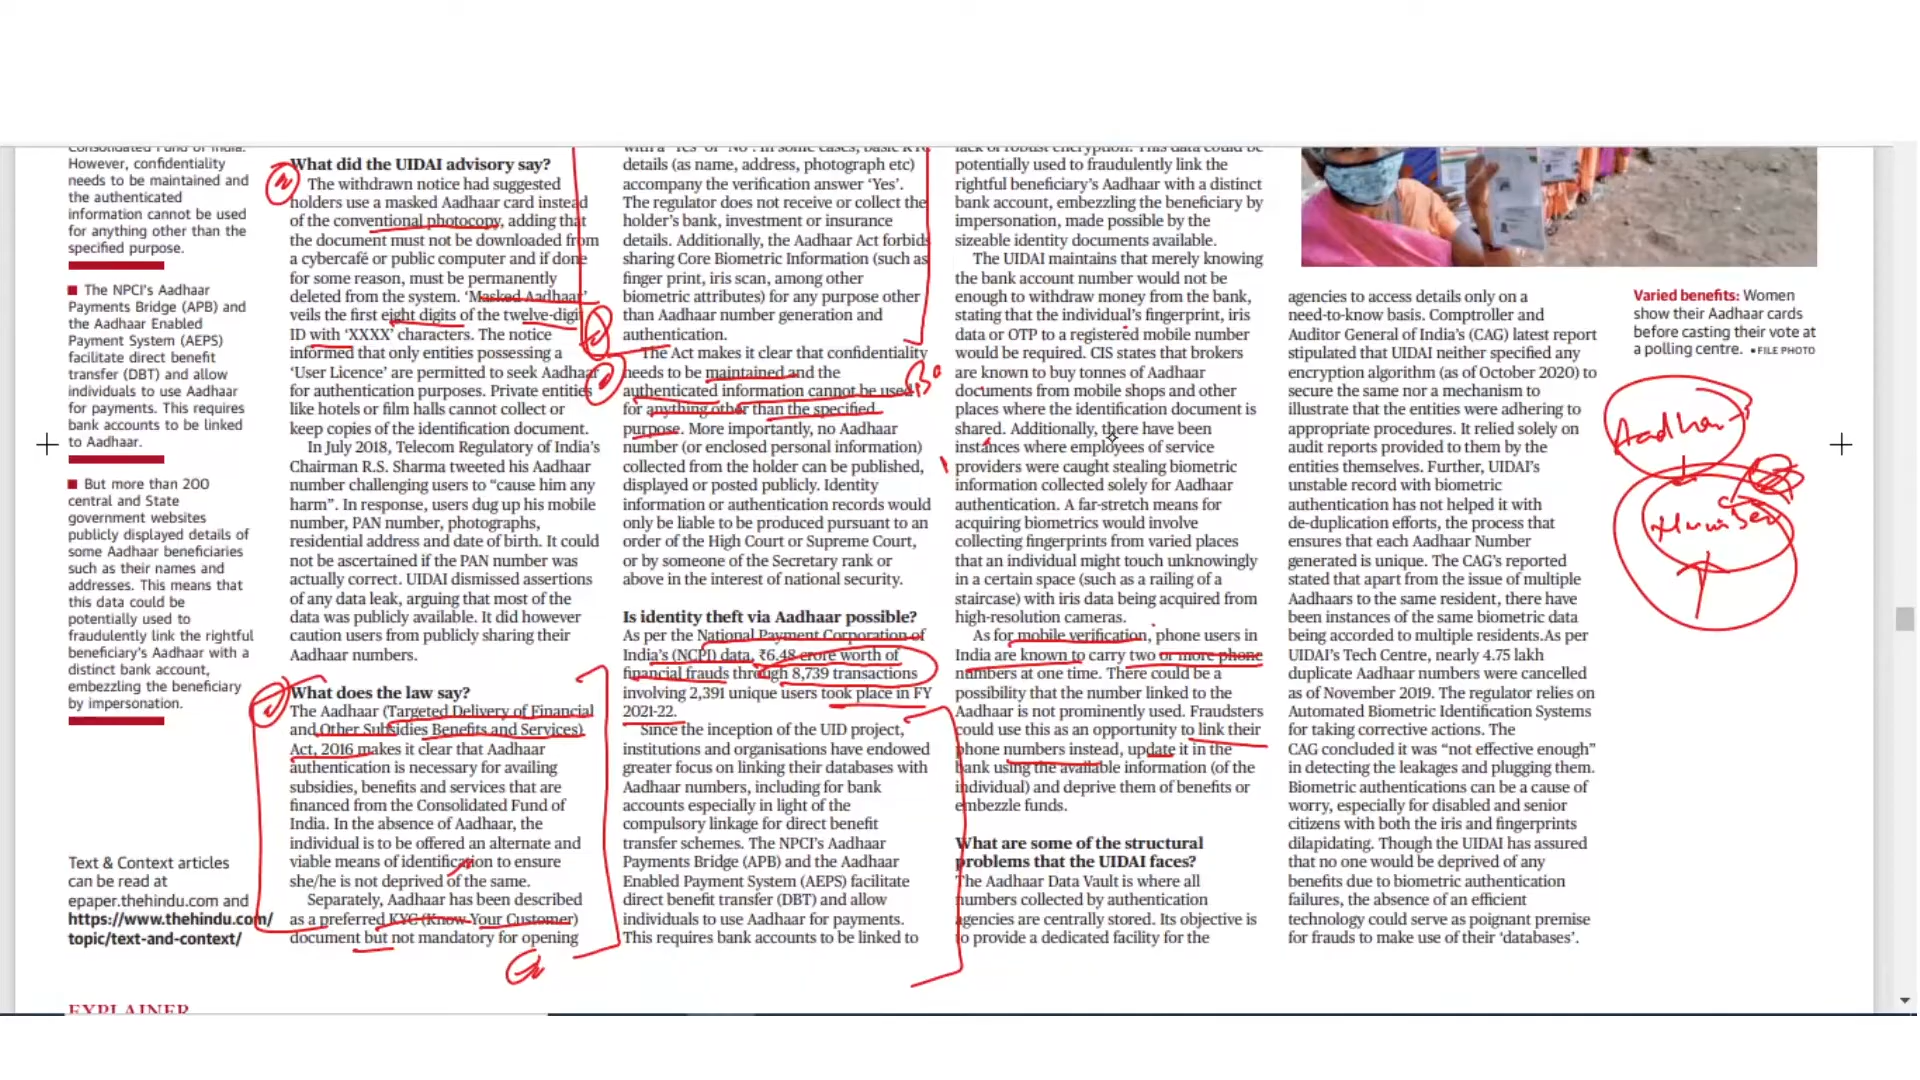 Consolidated Fund of India.
However, confidentiality
needs to be maintained and
the authenticated
information cannot be used
for anything other than the
specified purpose.
The NPCI's Aadhaar
Payments Bridge (APB) and
the Aadhaar Enabled
Payment System (AEPS)
facilitate direct benefit
transfer (DBT) and allow
individuals to use Aadhaar
for payments. This requires
bank accounts to be linked
to Aadhaar.
But more than 200
central and State
government websites
publicly displayed details of
some Aadhaar beneficiaries
such as their names and
addresses. This means that
this data could be
potentially used to
fraudulently link the rightful
beneficiary's Aadhaar with a
distinct bank account,
embezzling the beneficiary
by impersonation.
Text & Context articles
can be read at
epaper.thehindu.com and
https://www.thehindu.com/
topic/text-and-context/
EXPLAINER
What did the UIDAI advisory say?
The withdrawn notice had suggested
holders use a masked Aadhaar card instead
of the conventional photocopy, adding that
the document must not be downloaded from
a cybercafé or public computer and if done
for some reason, must be permanently
deleted from the system. 'Masked Aadhaar'
veils the first eight digits of the twelve-digit
ID with 'XXXX' characters. The notice
informed that only entities possessing a
'User Licence' are permitted to seek Aadhaar
for authentication purposes. Private entities
like hotels or film halls cannot collect or
keep copies of the identification document.
In July 2018, Telecom Regulatory of India's
Chairman R.S. Sharma tweeted his Aadhaar
number challenging users to "cause him any
harm". In response, users dug up his mobile
number, PAN number, photographs,
residential address and date of birth. It could
not be ascertained if the PAN number was
actually correct. UIDAI dismissed assertions
of any data leak, arguing that most of the
data was publicly available. It did however
caution users from publicly sharing their
Aadhaar numbers.
What does the law say?
The Aadhaar (Targeted Delivery of Financial
and Other Subsidies Benefits and Services)
Act, 2016 makes it clear that Aadhaar
authentication is necessary for availing
subsidies, benefits and services that are
financed from the Consolidated Fund of
India. In the absence of Aadhaar, the
individual is to be offered an alternate and
viable means of identification to ensure
she/he is not deprived of the same.
Separately, Aadhaar has been described
as a preferred KYC (Know Your Customer)
document but not mandatory for opening
with a 'Yes' or 'No'. In some cases, basic KYC
details (as name, address, photograph etc)
accompany the verification answer 'Yes'.
The regulator does not receive or collect the
holder's bank, investment or insurance
details. Additionally, the Aadhaar Act forbids
sharing Core Biometric Information (such as
finger print, iris scan, among other
biometric attributes) for any purpose other
than Aadhaar number generation and
authentication.
The Act makes it clear that confidentiality
needs to be maintained and the
authenticated information cannot be used
for anything other than the specified
purpose. More importantly, no Aadhaar
number (or enclosed personal information)
collected from the holder can be published,
displayed or posted publicly. Identity
information or authentication records would
only be liable to be produced pursuant to an
order of the High Court or Supreme Court,
or by someone of the Secretary rank or
above in the interest of national security.
Is identity theft via Aadhaar possible?
As per the National Payment Corporation of
India's (NCPI) data, ₹6.48 crore worth of
financial frauds through 8,739 transactions
involving 2,391 unique users took place in FY
2021-22.
Since the inception of the UID project,
institutions and organisations have endowed
greater focus on linking their databases with
Aadhaar numbers, including for bank
accounts especially in light of the
compulsory linkage for direct benefit
transfer schemes. The NPCI's Aadhaar
Payments Bridge (APB) and the Aadhaar
Enabled Payment System (AEPS) facilitate
direct benefit transfer (DBT) and allow
individuals to use Aadhaar for payments.
This requires bank accounts to be linked to
lack of robust encryption. This data could be
potentially used to fraudulently link the
rightful beneficiary's Aadhaar with a distinct
bank account, embezzling the beneficiary by
impersonation, made possible by the
sizeable identity documents available.
The UIDAI maintains that merely knowing
the bank account number would not be
enough to withdraw money from the bank,
stating that the individual's fingerprint, iris
data or OTP to a registered mobile number
would be required. CIS states that brokers
are known to buy tonnes of Aadhaar
documents from mobile shops and other
places where the identification document is
shared. Additionally, there have been
instances where employees of service
providers were caught stealing biometric
information collected solely for Aadhaar
authentication. A far-stretch means for
acquiring biometrics would involve
collecting fingerprints from varied places
that an individual might touch unknowingly
in a certain space (such as a railing of a
staircase) with iris data being acquired from
high-resolution cameras.
As for mobile verification, phone users in
India are known to carry two or more phone
numbers at one time. There could be a
possibility that the number linked to the
Aadhaar is not prominently used. Fraudsters
could use this as an opportunity to link their
phone numbers instead, update it in the
bank using the available information (of the
individual) and deprive them of benefits or
embezzle funds.
What are some of the structural
problems that the UIDAI faces?
The Aadhaar Data Vault is where all
numbers collected by authentication
agencies are centrally stored. Its objective is
to provide a dedicated facility for the
agencies to access details only on a
need-to-know basis. Comptroller and
Auditor General of India's (CAG) latest report
stipulated that UIDAI neither specified any
encryption algorithm (as of October 2020) to
secure the same nor a mechanism to
illustrate that the entities were adhering to
appropriate procedures. It relied solely on
audit reports provided to them by the
entities themselves. Further, UIDAI's
unstable record with biometric
authentication has not helped it with
de-duplication efforts, the process that
ensures that each Aadhaar Number
generated is unique. The CAG's reported
stated that apart from the issue of multiple
Aadhaars to the same resident, there have
been instances of the same biometric data
being accorded to multiple residents.As per
UIDAI's Tech Centre, nearly 4.75 lakh
duplicate Aadhaar numbers were cancelled
as of November 2019. The regulator relies on
Automated Biometric Identification Systems
for taking corrective actions. The
CAG concluded it was "not effective enough"
in detecting the leakages and plugging them.
Biometric authentications can be a cause of
worry, especially for disabled and senior
citizens with both the iris and fingerprints
dilapidating. Though the UIDAI has assured
that no one would be deprived of any
benefits due to biometric authentication
failures, the absence of an efficient
technology could serve as poignant premise
for frauds to make use of their 'databases'.
Varied benefits: Women
show their Aadhaar cards
before casting their vote at
a polling centre. • FILE PHOTO
Aadhar